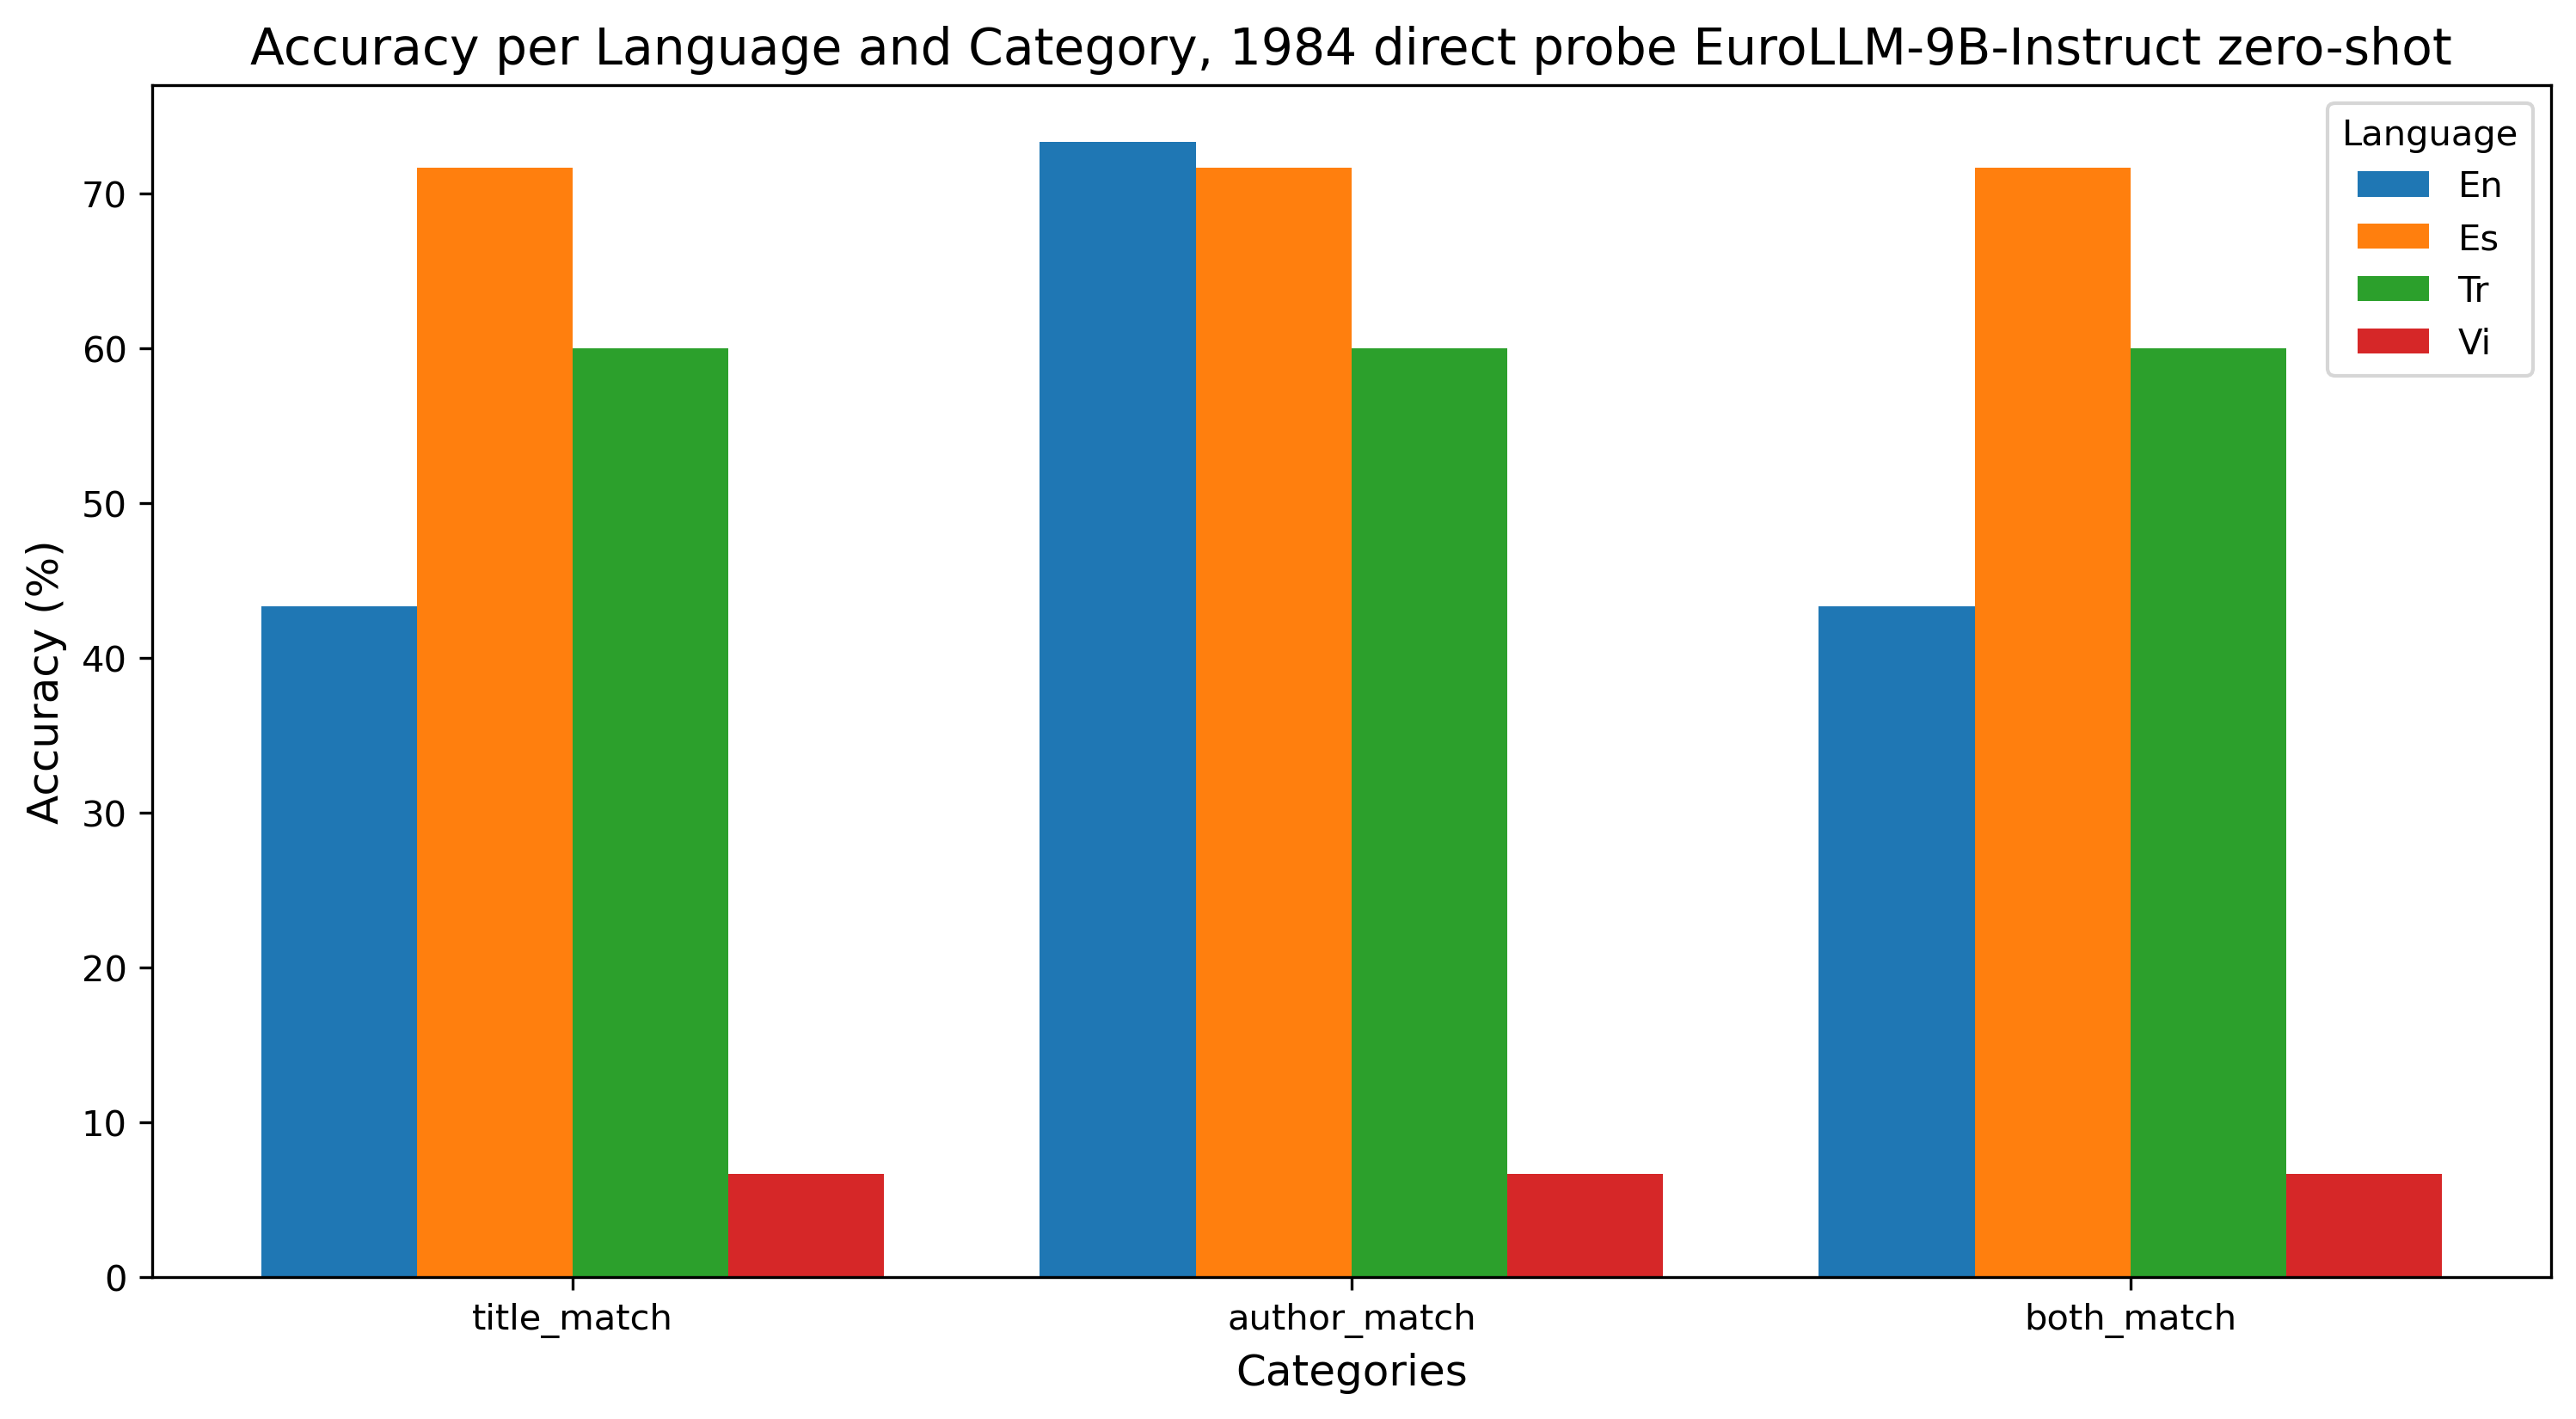 Accuracy per Language and Category, 1984 direct probe EuroLLM-9B-Instruct zero-shot
Language
En
Es
Tr
Vi
Accuracy (%)
70
60
50
40
30
20
10
0
title_match author_match both_match
Categories